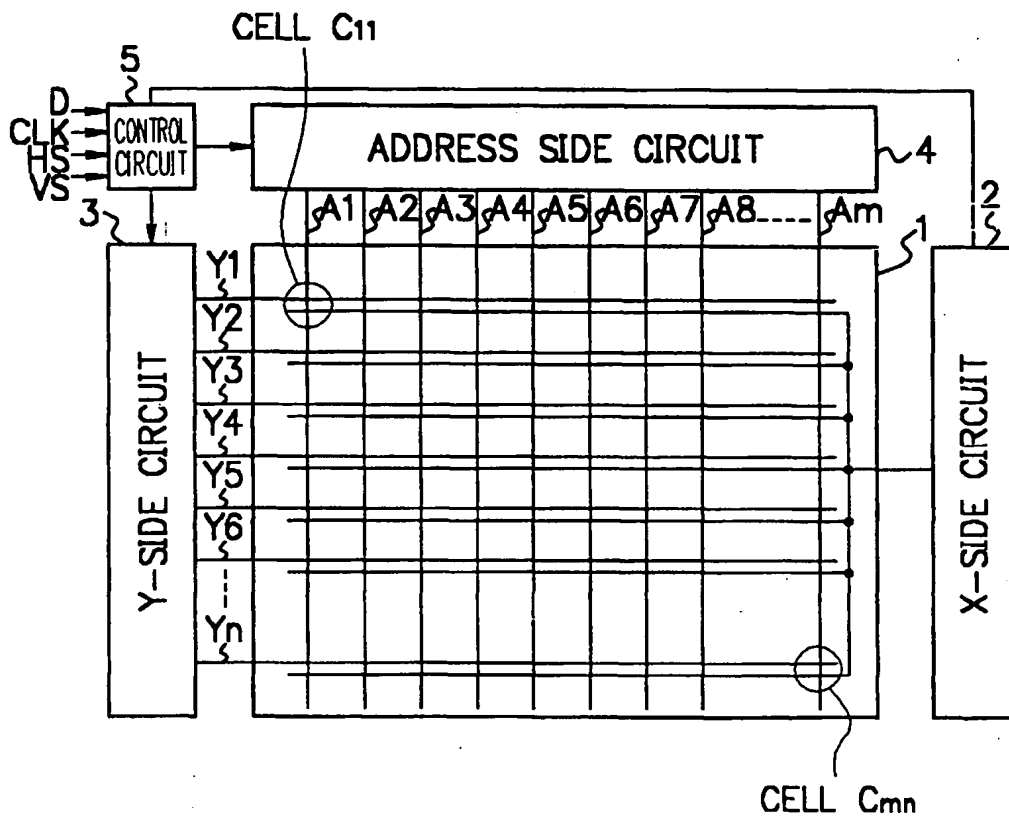 CELL C11
5
D
CLK
HS
VS
CONTROL
CIRCUIT
ADDRESS SIDE CIRCUIT
4
A1 A2 A3 A4 A5 A6 A7 A8---- Am
3
1
2
Y-SIDE CIRCUIT
Y1
Y2
Y3
Y4
Y5
Y6
Yn
X-SIDE CIRCUIT
CELL Cmn